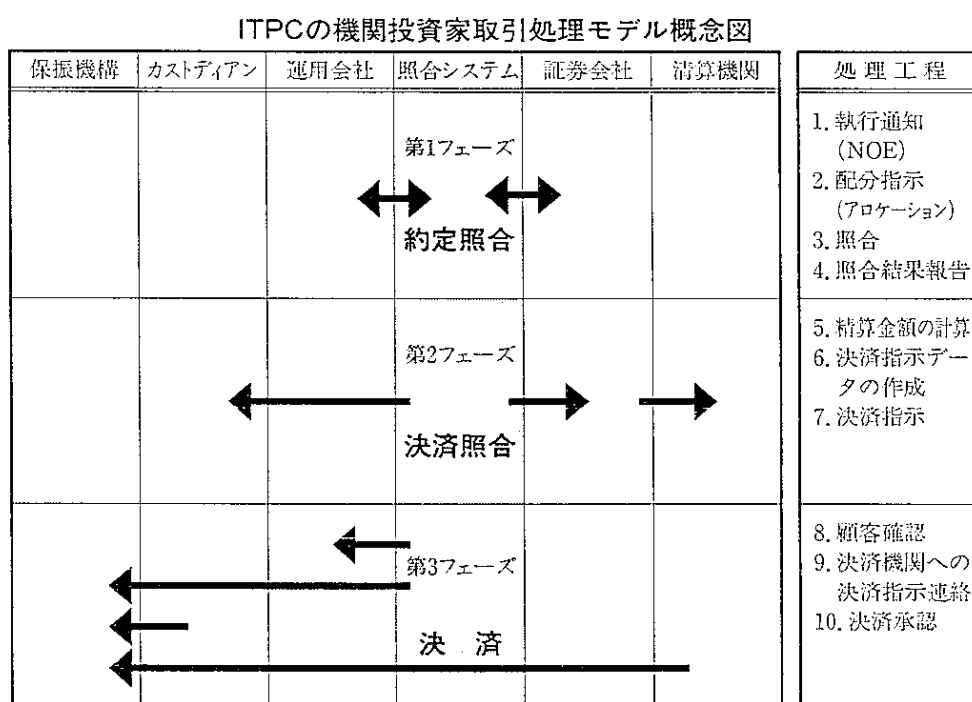 ITPCの機関投資家取引処理モデル概念図
保振機構 カストディアン 運用会社 照合システム 証券会社 清算機関 処理工程
第1フェーズ
約定照合
1. 執行通知
(NOE)
2. 配分指示
(アロケーション)
3. 照合
4. 照合結果報告
第2フェーズ
決済照合
5. 精算金額の計算
6. 決済指示デー
タの作成
7. 決済指示
第3フェーズ
決 済
8. 顧客確認
9. 決済機関への
決済指示連絡
10. 決済承認